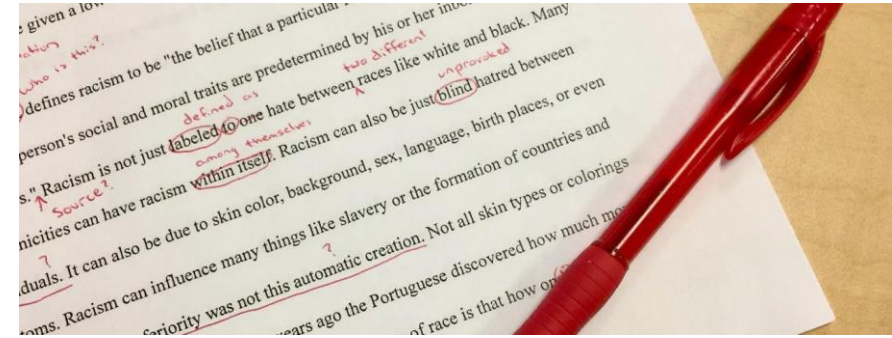 given a
who is this?
defines racism to be "the belief that a particular
two different
unprovoked
person's social and moral traits are predetermined by his or her
defined as
s." Racism is not just labeled to one hate between races like white and black. Many
Source?
among themselves
nicities can have racism within itself. Racism can also be just blind hatred between
?
duals. It can also be due to skin color, background, sex, language, birth places, or even
?
oms. Racism can influence many things like slavery or the formation of countries and
feriority was not this automatic creation. Not all skin types or colorings
ears ago the Portuguese discovered how much
of race is that how